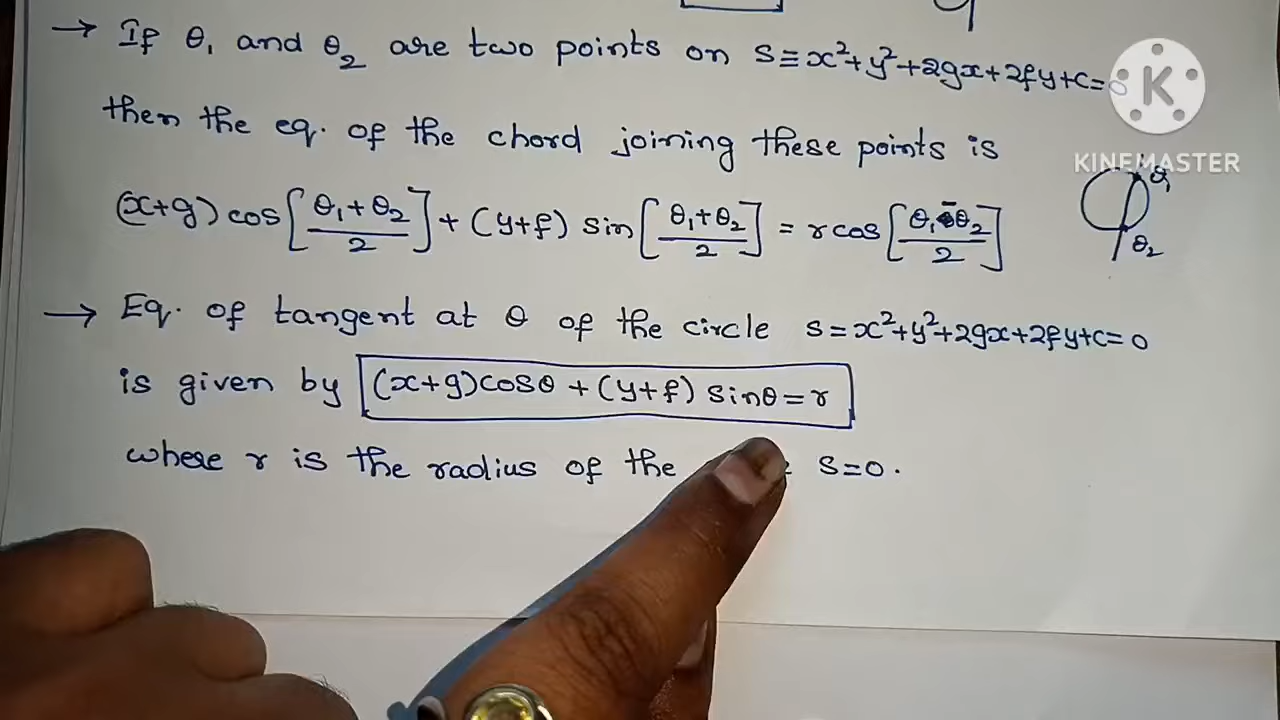 → If θ₁ and θ₂ are two points on S≡x²+y²+2gx+2fy+c=0
then the eq. of the chord joining these points is
(x+g) cos[θ₁+θ₂/2] + (y+f) sin[θ₁+θ₂/2] = r cos[θ₁-θ₂/2]
θ₁
θ₂
→ Eq. of tangent at θ of the circle S=x²+y²+2gx+2fy+c=0
is given by (x+g)cosθ+(y+f) sinθ=r
where r is the radius of the S=0.
K
KINEMASTER